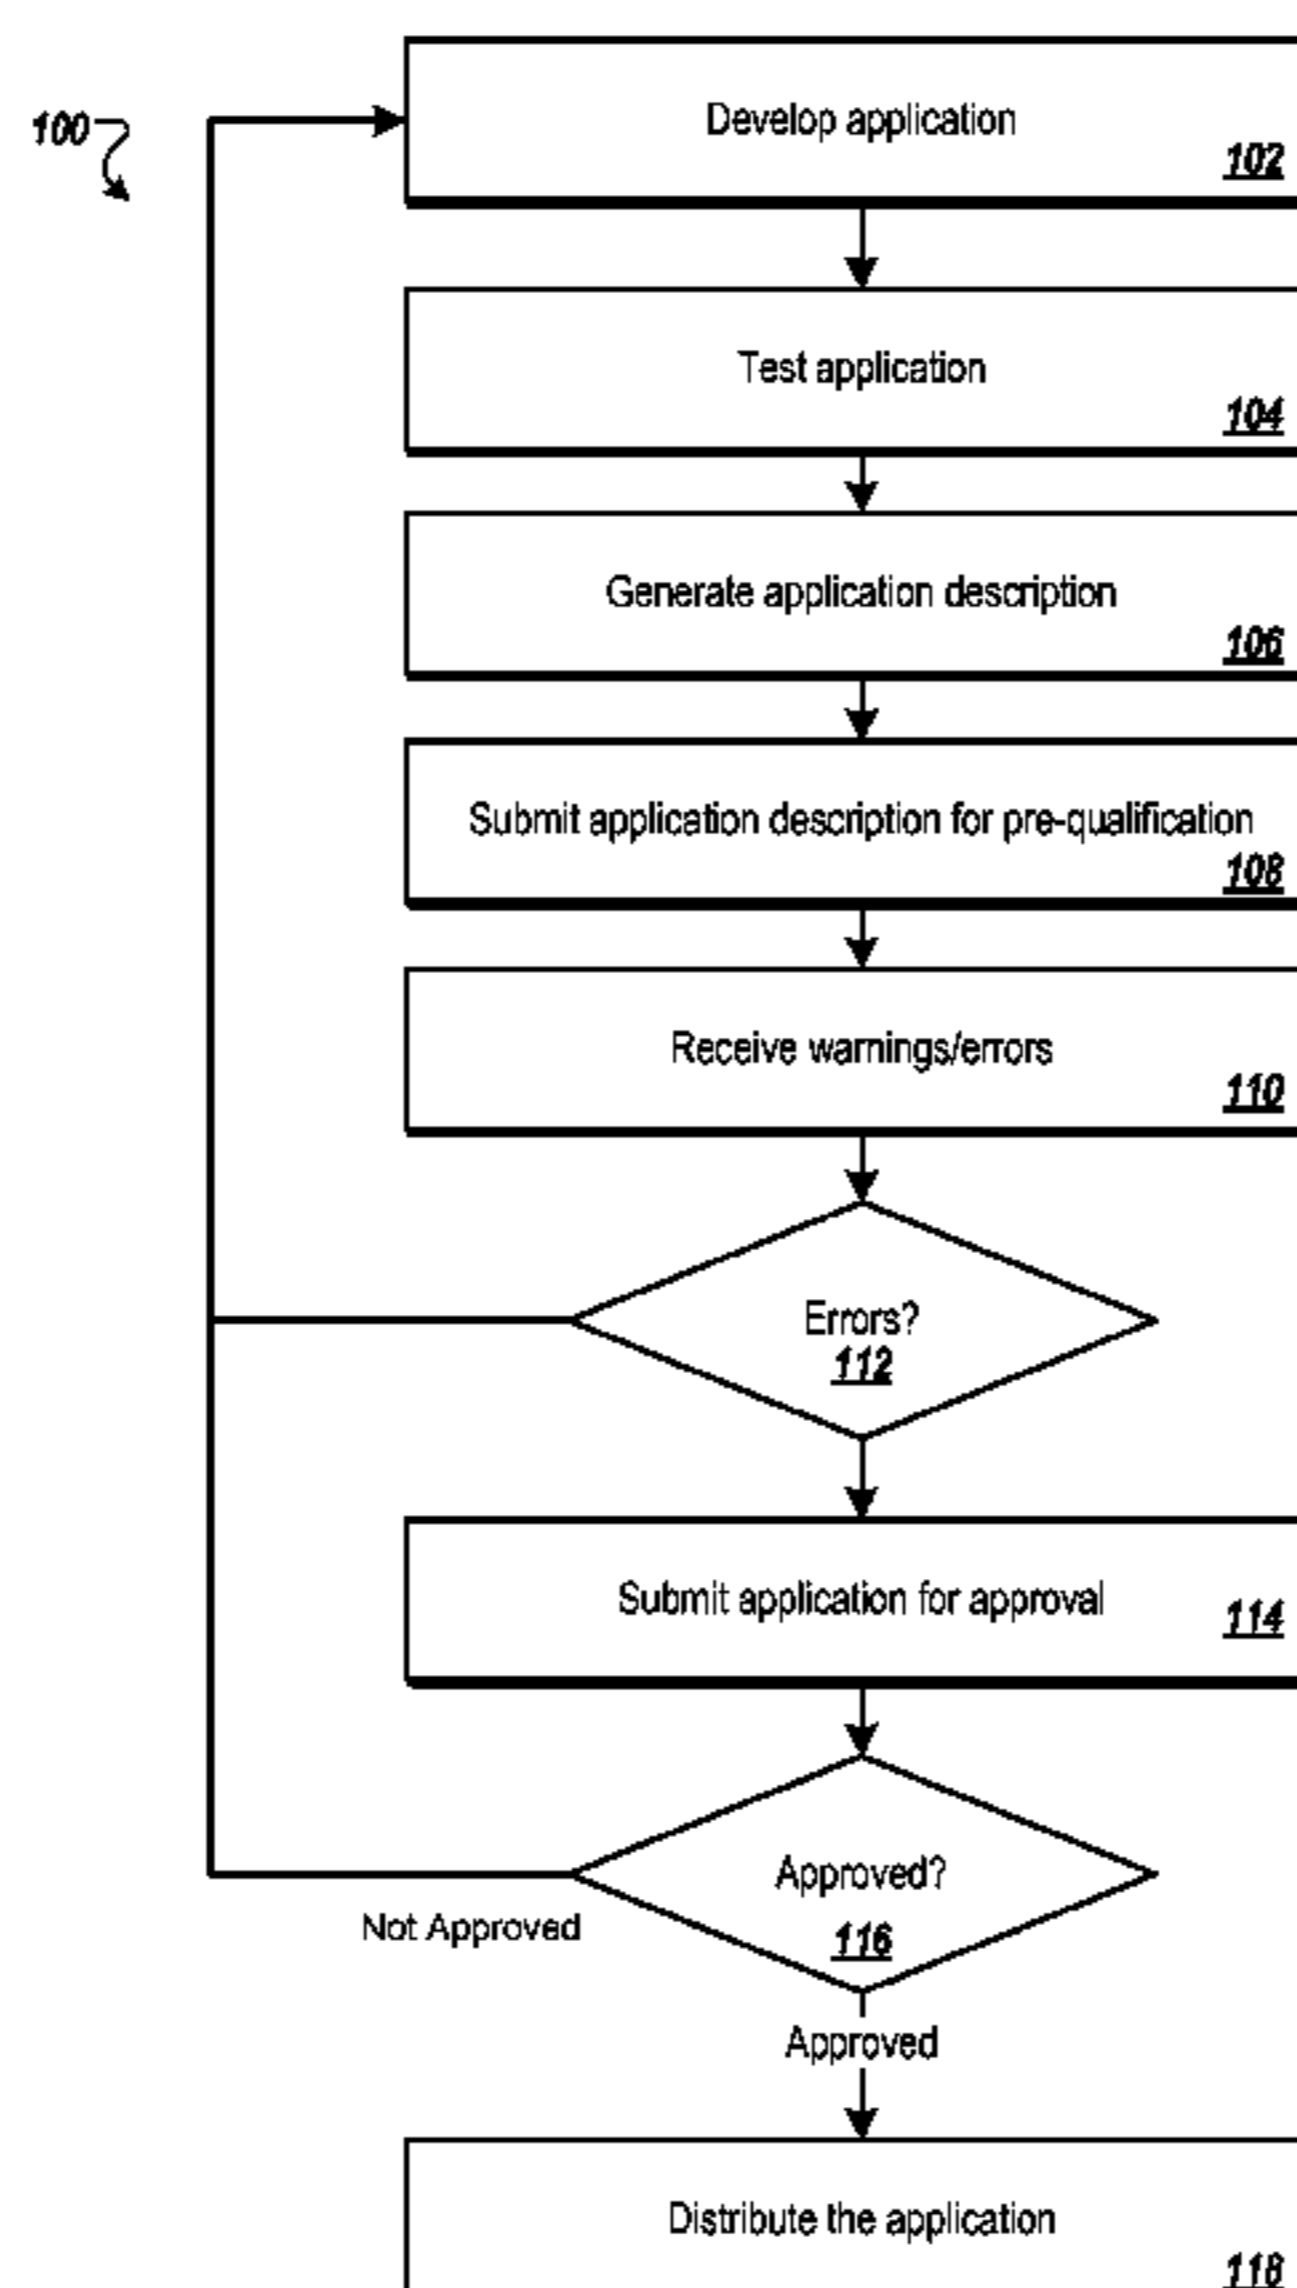 100
Develop application
102
Test application
104
Generate application description
106
Submit application description for pre-qualification
108
Receive warnings/errors
110
Errors?
112
Submit application for approval
114
Approved?
116
Not Approved
Approved
Distribute the application
118